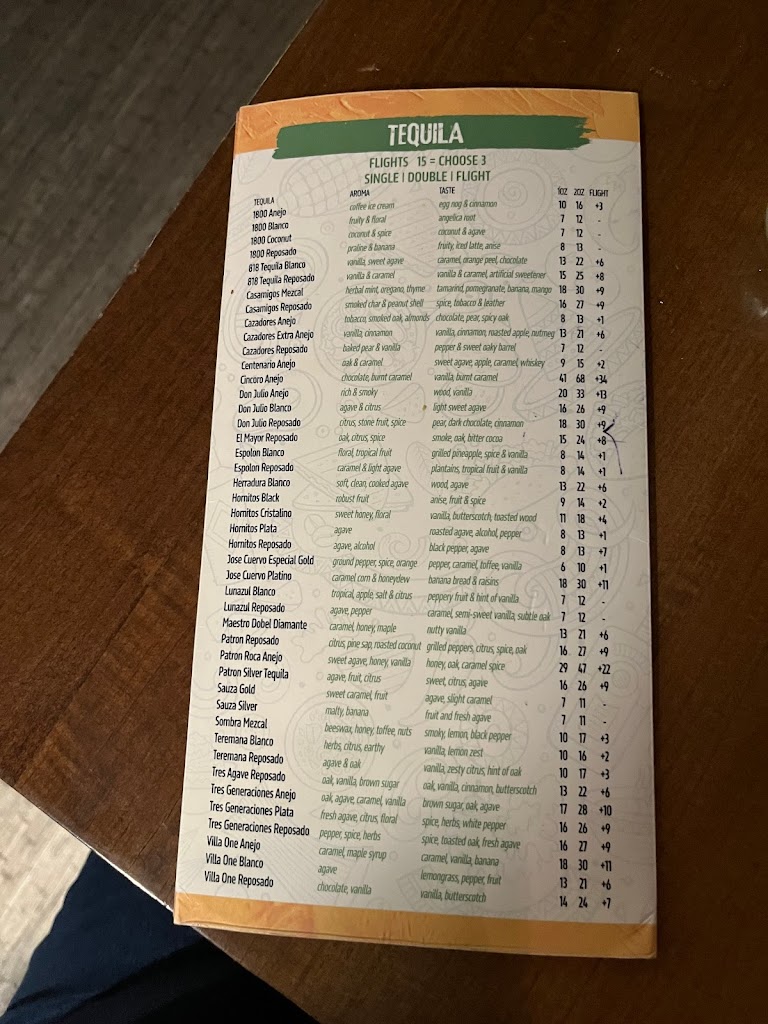 TEQUILA
FLIGHTS 15 = CHOOSE 3
SINGLE | DOUBLE | FLIGHT
TEQUILA AROMA TASTE 1OZ 2OZ FLIGHT
1800 Anejo coffee ice cream egg nog & cinnamon 10 16 +3
1800 Blanco fruity & floral angelica root 7 12 -
1800 Coconut coconut & spice coconut & agave 7 12 -
1800 Reposado praline & banana fruity, iced latte, anise 8 13 -
818 Tequila Blanco vanilla, sweet agave caramel, orange peel, chocolate 13 22 +6
818 Tequila Reposado vanilla & caramel vanilla & caramel, artificial sweetener 15 25 +8
Casamigos Mezcal herbal mint, oregano, thyme tamarind, pomegranate, banana, mango 18 30 +9
Casamigos Reposado smoked char & peanut shell spice, tobacco & leather 16 27 +9
Cazadores Anejo tobacco, smoked oak, almonds chocolate, pear, spicy oak 8 13 +1
Cazadores Extra Anejo vanilla, cinnamon vanilla, cinnamon, roasted apple, nutmeg 13 21 +6
Cazadores Reposado baked pear & vanilla pepper & sweet oaky barrel 7 12 -
Centenario Anejo oak & caramel sweet agave, apple, caramel, whiskey 9 15 +2
Cincoro Anejo chocolate, burnt caramel vanilla, burnt caramel 41 68 +34
Don Julio Anejo rich & smoky wood, vanilla 20 33 +13
Don Julio Blanco agave & citrus light sweet agave 16 26 +9
Don Julio Reposado citrus, stone fruit, spice pear, dark chocolate, cinnamon 18 30 +9
El Mayor Reposado oak, citrus, spice smoke, oak, bitter cocoa 15 24 +8
Espolon Blanco floral, tropical fruit grilled pineapple, spice & vanilla 8 14 +1
Espolon Reposado caramel & light agave plantains, tropical fruit & vanilla 8 14 +1
Herradura Blanco soft, clean, cooked agave wood, agave 13 22 +6
Hornitos Black robust fruit anise, fruit & spice 9 14 +2
Hornitos Cristalino sweet honey, floral vanilla, butterscotch, toasted wood 11 18 +4
Hornitos Plata agave roasted agave, alcohol, pepper 8 13 +1
Hornitos Reposado agave, alcohol black pepper, agave 8 13 +7
Jose Cuervo Especial Gold ground pepper, spice, orange pepper, caramel, toffee, vanilla 6 10 +1
Jose Cuervo Platino caramel corn & honeydew banana bread & raisins 18 30 +11
Lunazul Blanco tropical, apple, salt & citrus peppery fruit & hint of vanilla 7 12 -
Lunazul Reposado agave, pepper caramel, semi-sweet vanilla, subtle oak 7 12 -
Maestro Dobel Diamante caramel, honey, maple nutty vanilla 13 21 +6
Patron Reposado citrus, pine sap, roasted coconut grilled peppers, citrus, spice, oak 16 27 +9
Patron Roca Anejo sweet agave, honey, vanilla honey, oak, caramel spice 29 47 +22
Patron Silver Tequila agave, fruit, citrus sweet, citrus, agave 16 26 +9
Sauza Gold sweet caramel, fruit agave, slight caramel 7 11 -
Sauza Silver malty, banana fruit and fresh agave 7 11 -
Sombra Mezcal beeswax, honey, toffee, nuts smoky, lemon, black pepper 10 17 +3
Teremana Blanco herbs, citrus, earthy vanilla, lemon zest 10 16 +2
Teremana Reposado agave & oak vanilla, zesty citrus, hint of oak 10 17 +3
Tres Agave Reposado oak, vanilla, brown sugar oak, vanilla, cinnamon, butterscotch 13 22 +6
Tres Generaciones Anejo oak, agave, caramel, vanilla brown sugar, oak, agave 17 28 +10
Tres Generaciones Plata fresh agave, citrus, floral spice, herbs, white pepper 16 26 +9
Tres Generaciones Reposado pepper, spice, herbs spice, toasted oak, fresh agave 16 27 +9
Villa One Anejo caramel, maple syrup caramel, vanilla, banana 18 30 +11
Villa One Blanco agave lemongrass, pepper, fruit 13 21 +6
Villa One Reposado chocolate, vanilla vanilla, butterscotch 14 24 +7